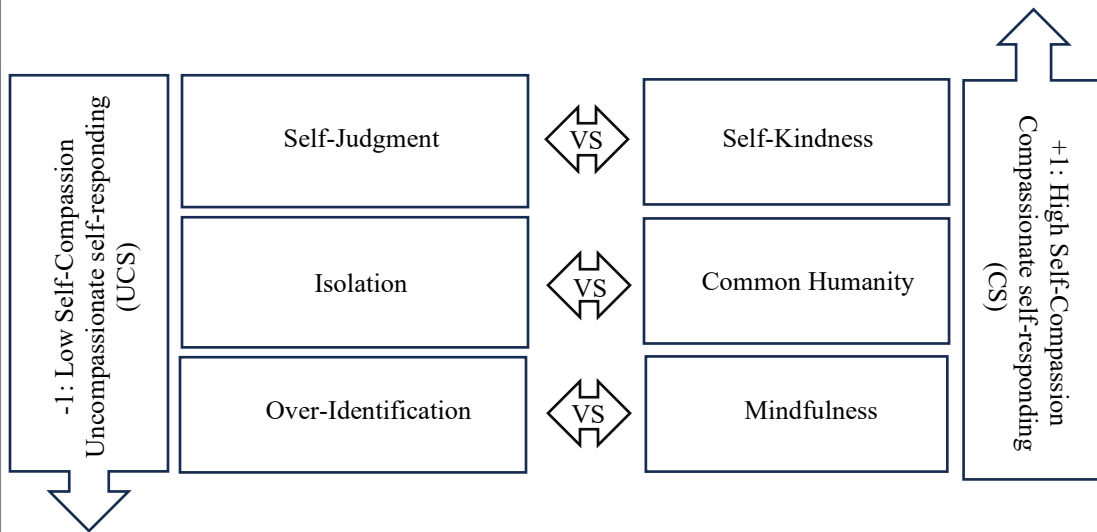 -1: Low Self-Compassion
Uncompassionate self-responding
(UCS)
Self-Judgment
VS
Self-Kindness
Isolation
VS
Common Humanity
Over-Identification
VS
Mindfulness
+1: High Self-Compassion
Compassionate self-responding
(CS)